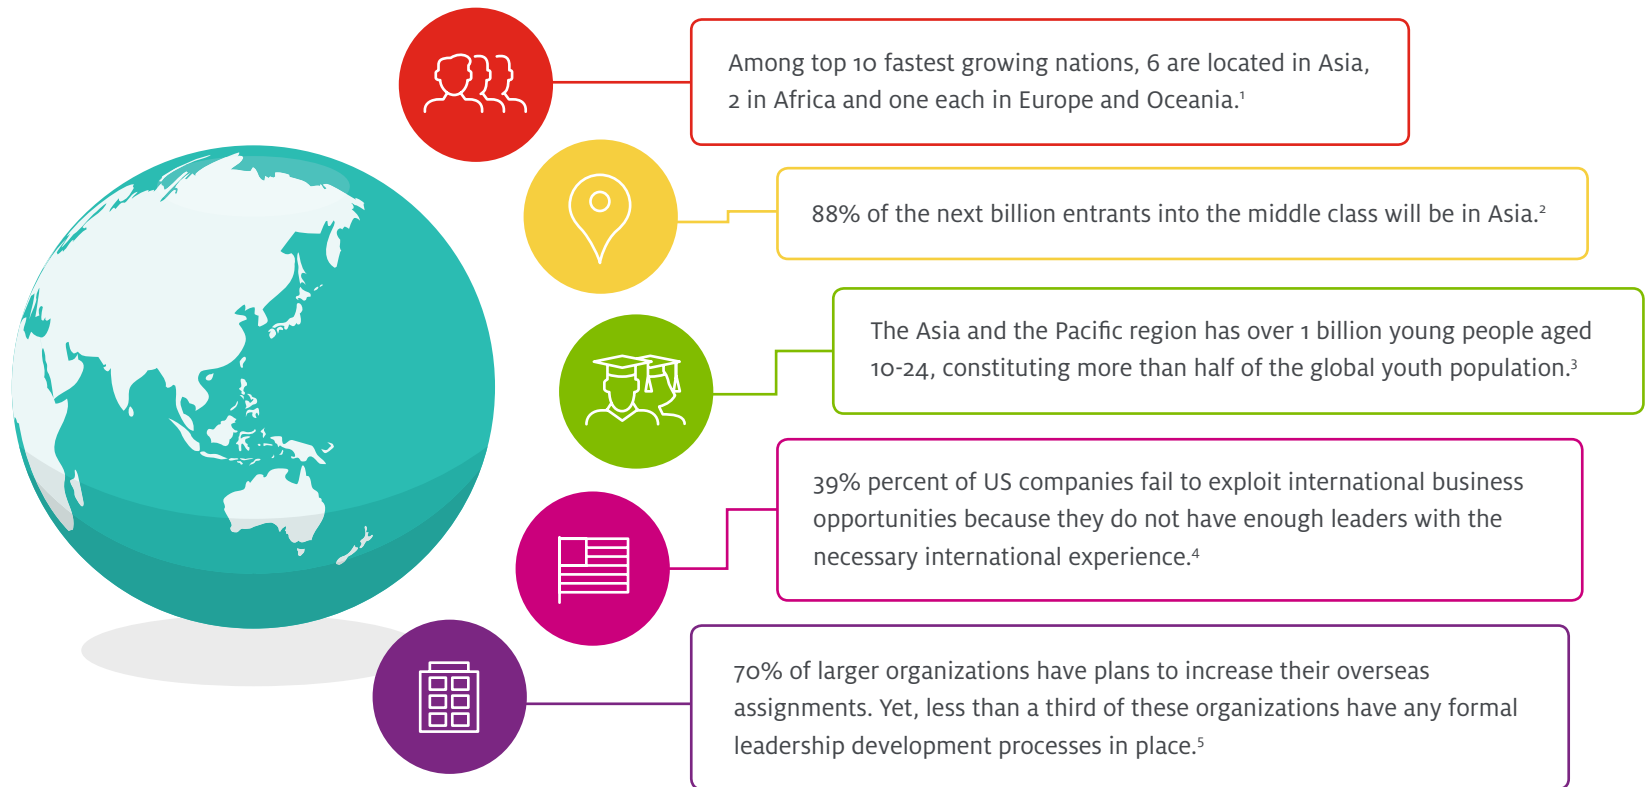 Among top 10 fastest growing nations, 6 are located in Asia,
2 in Africa and one each in Europe and Oceania.¹
88% of the next billion entrants into the middle class will be in Asia.²
The Asia and the Pacific region has over 1 billion young people aged
10-24, constituting more than half of the global youth population.³
39% percent of US companies fail to exploit international business
opportunities because they do not have enough leaders with the
necessary international experience.⁴
70% of larger organizations have plans to increase their overseas
assignments. Yet, less than a third of these organizations have any formal
leadership development processes in place.⁵